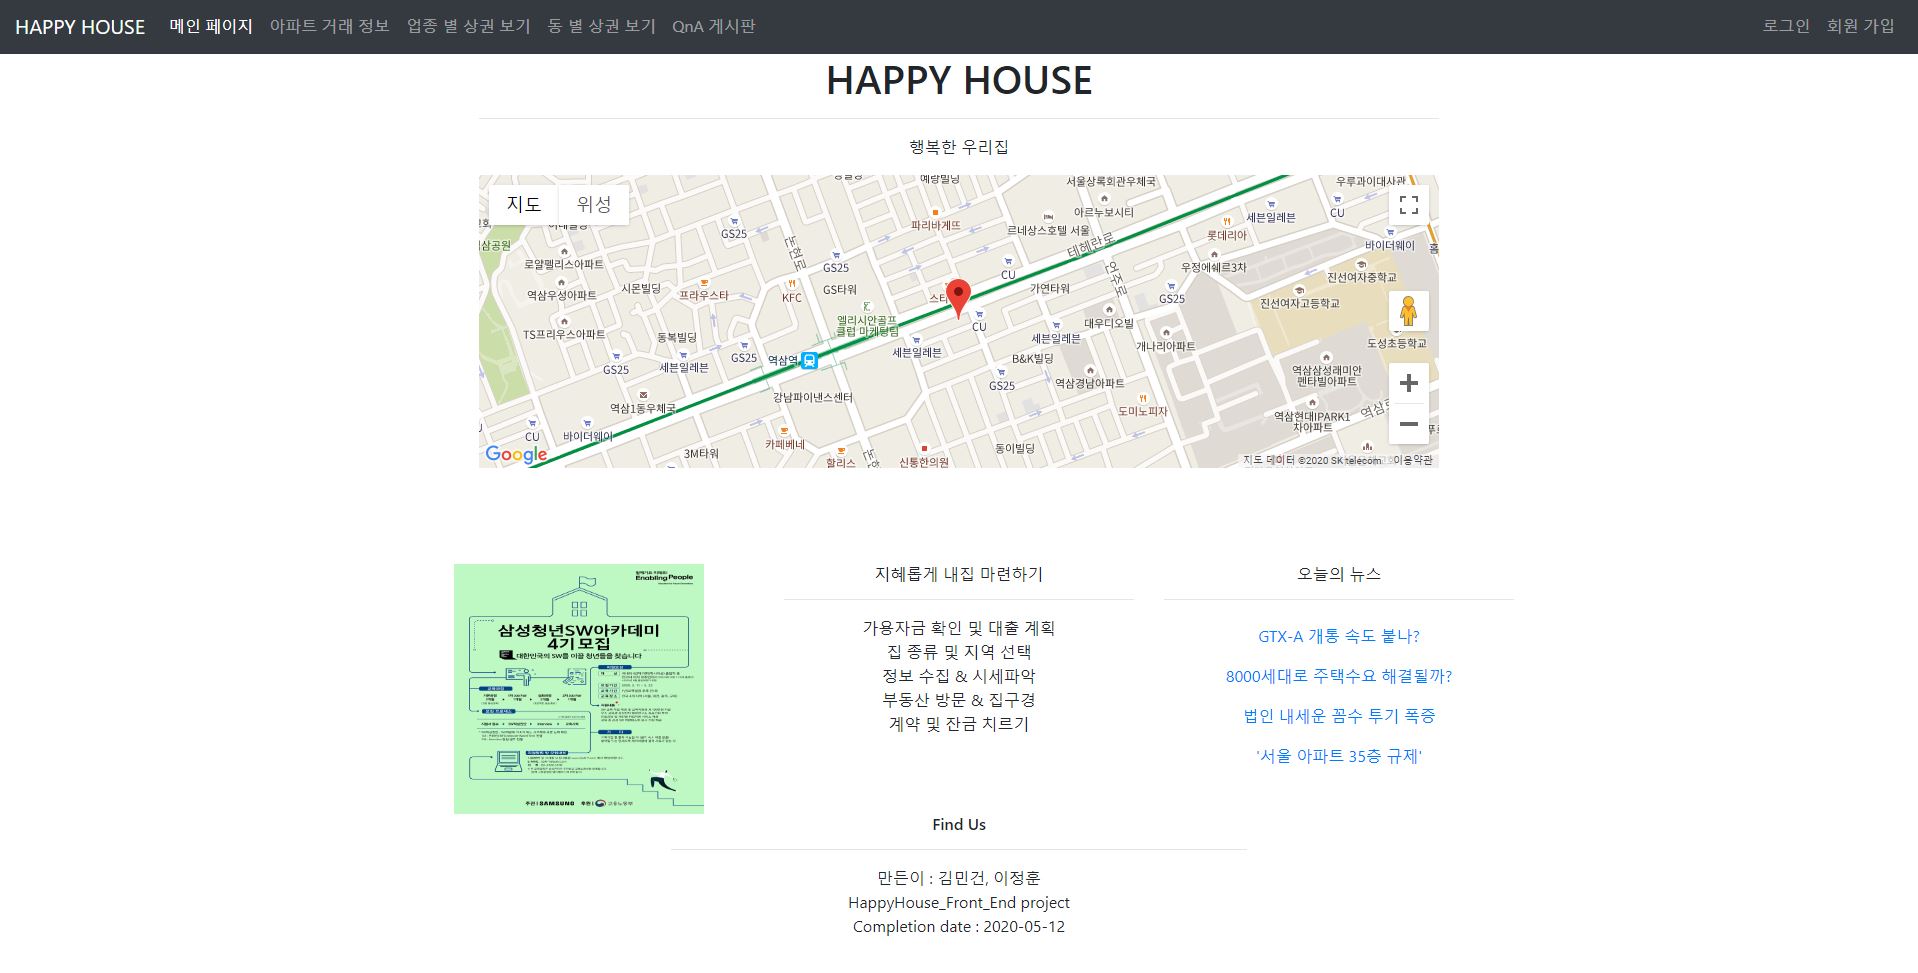 HAPPY HOUSE 메인 페이지 아파트 거래 정보 업종 별 상권 보기 동 별 상권 보기 QnA 게시판 로그인 회원 가입
HAPPY HOUSE
행복한 우리집
지도 위성
예랑빌딩
서울상록회관우체국
우루과이대사관
아르누보시티
CU
GS25
파리바게뜨
르네상스호텔 서울
세븐일레븐
롯데리아
바이더웨이
삼공원
논현로
테헤란로
언주로
로얄펠리스아파트
GS25
CU
우정에쉐르3차
진선여자중학교
역삼우성아파트
시몬빌딩
프라우스타
KFC
GS타워
가연타워
GS25
진선여자고등학교
엘리시안골프
클럽 마케팅팀
CU
대우디오빌
TS프리우스아파트
동복빌딩
세븐일레븐
세븐일레븐
개나리아파트
도성초등학교
GS25
세븐일레븐
GS25
역삼역
B&K빌딩
역삼삼성래미안
펜타빌아파트
GS25
역삼경남아파트
역삼1동우체국
강남파이낸스센터
도미노피자
역삼현대IPARK1
차아파트
CU
바이더웨이
카페베네
3M타워
할리스
신통한의원
동이빌딩
Google
지도 데이터 ©2020 SK telecom 이용약관
Enabling People
삼성청년SW아카데미
4기 모집
대한민국의 SW를 이끌 청년들을 찾습니다
주관 SAMSUNG 후원 고용노동부
지혜롭게 내집 마련하기
가용자금 확인 및 대출 계획
집 종류 및 지역 선택
정보 수집 & 시세파악
부동산 방문 & 집구경
계약 및 잔금 치르기
오늘의 뉴스
GTX-A 개통 속도 붙나?
8000세대로 주택수요 해결될까?
법인 내세운 꼼수 투기 폭증
'서울 아파트 35층 규제'
Find Us
만든이 : 김민건, 이정훈
HappyHouse_Front_End project
Completion date : 2020-05-12